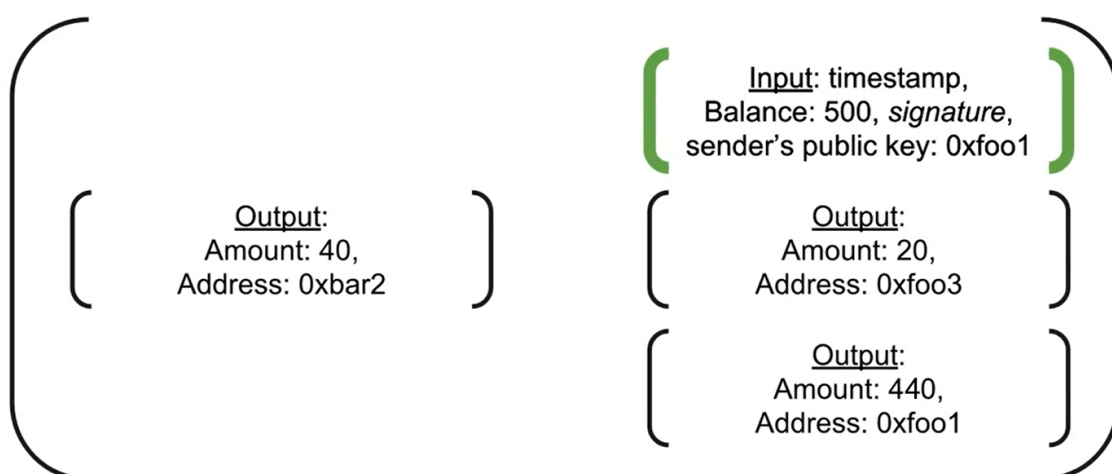 Input: timestamp,
Balance: 500, signature,
sender’s public key: 0xfoo1
Output:
Amount: 40,
Address: 0xbar2
Output:
Amount: 20,
Address: 0xfoo3
Output:
Amount: 440,
Address: 0xfoo1